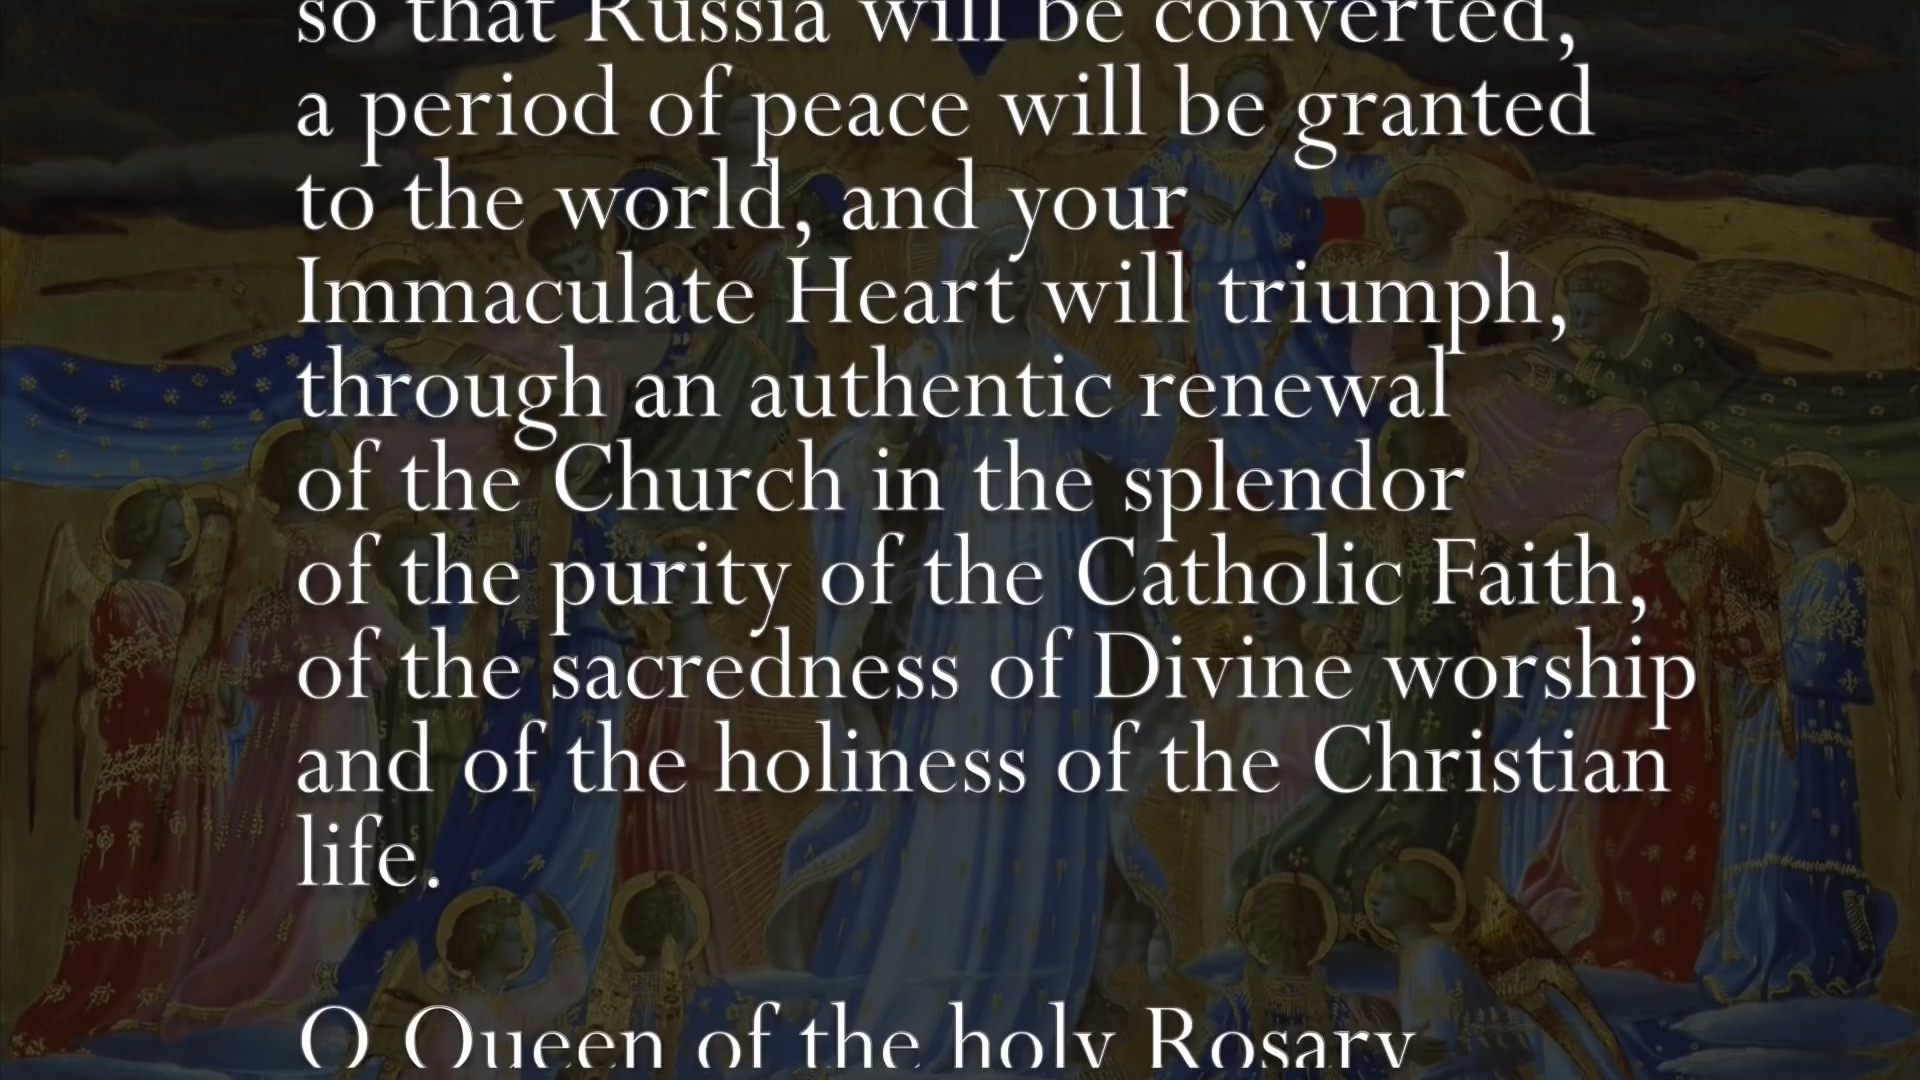 so that Russia will be converted,
a period of peace will be granted
to the world, and your
Immaculate Heart will triumph,
through an authentic renewal
of the Church in the splendor
of the purity of the Catholic Faith,
of the sacredness of Divine worship
and of the holiness of the Christian
life.
O Queen of the holy Rosary